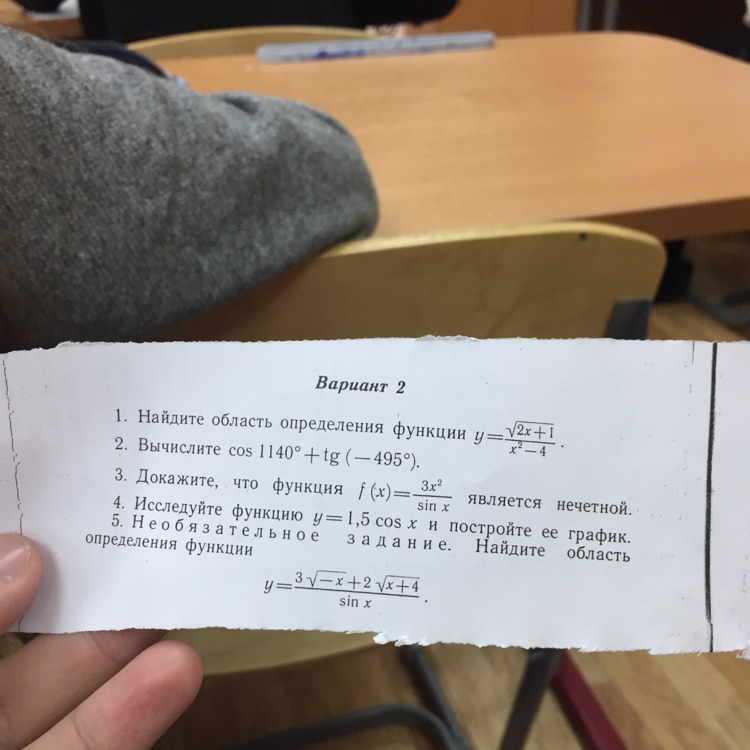 Вариант 2
1. Найдите область определения функции y=√(2x+1)/(x²−4).
2. Вычислите cos 1140°+tg (−495°).
3. Докажите, что функция f (x)=3x²/sin x является нечетной.
4. Исследуйте функцию y=1,5 cos x и постройте ее график.
5. Необязательное задание. Найдите область
определения функции
y=(3√(−x)+2√(x+4))/sin x.